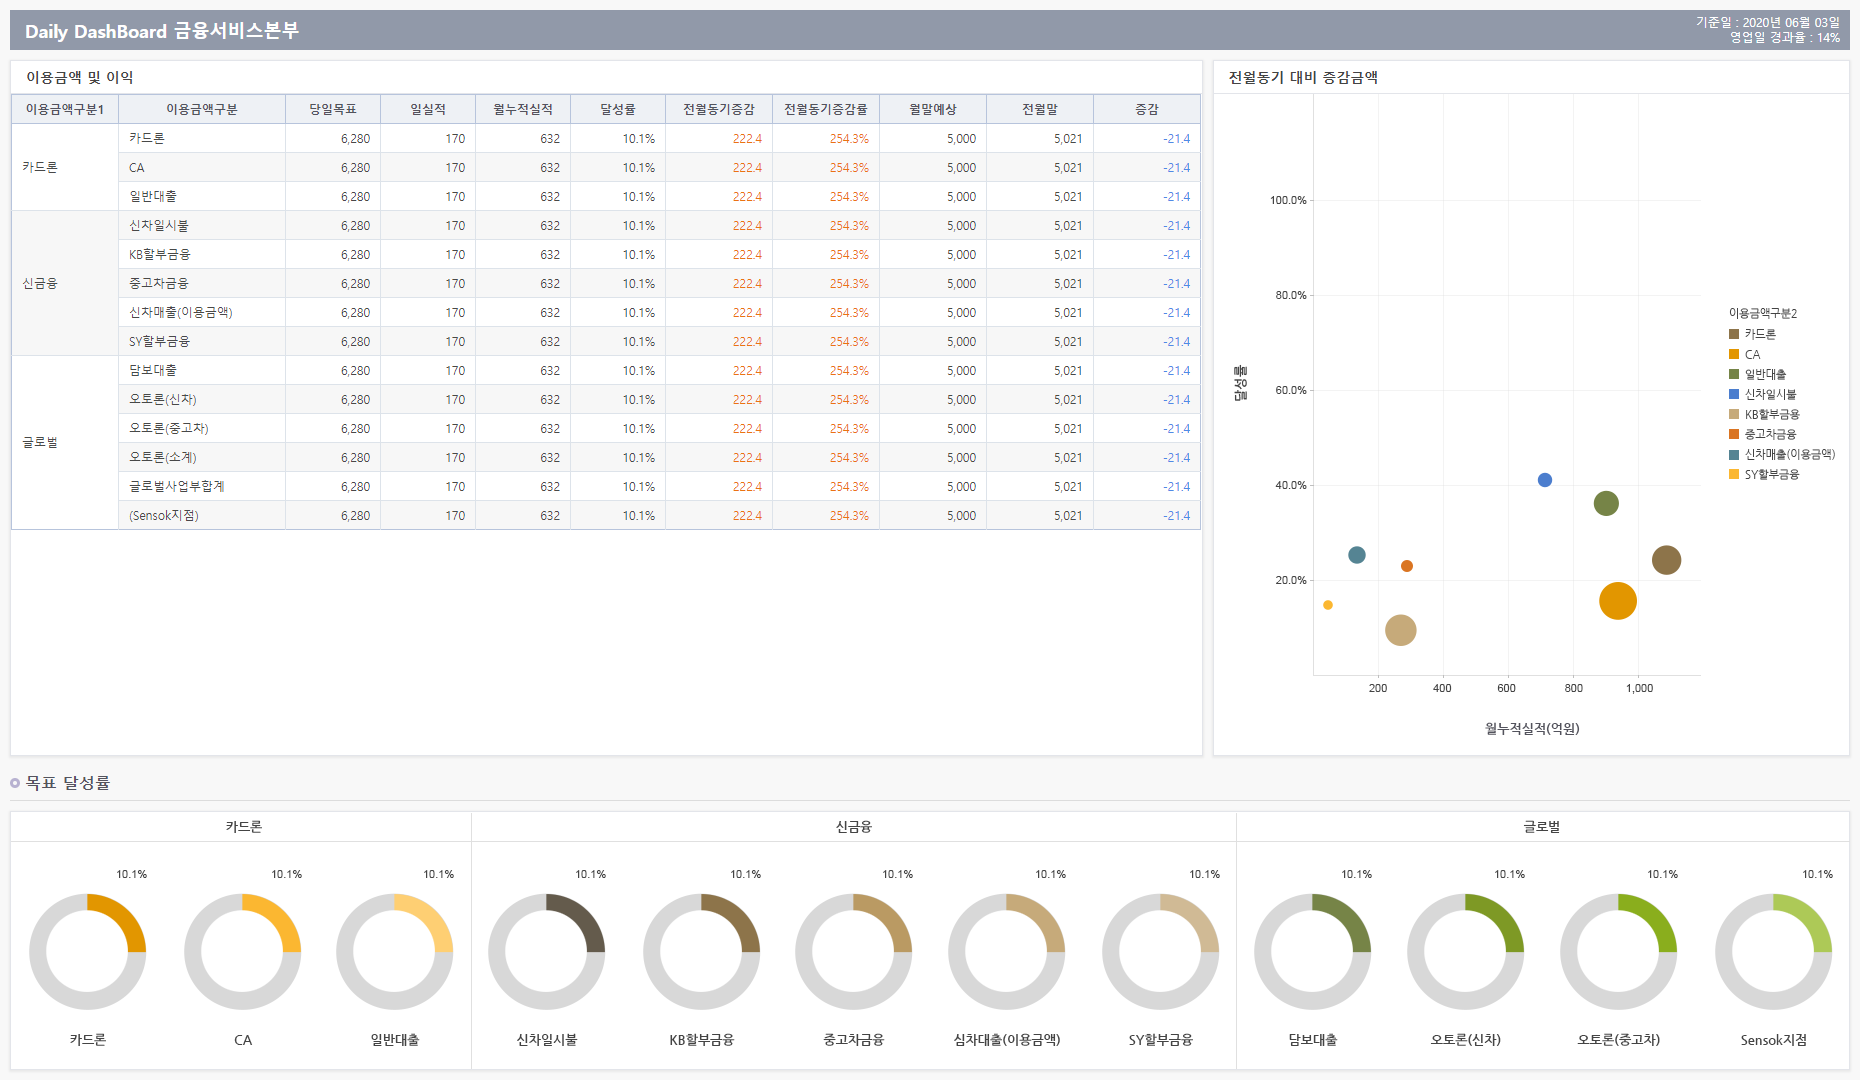 Daily DashBoard 금융서비스본부
기준일 : 2020년 06월 03일
영업일 경과율 : 14%
이용금액 및 이익
이용금액구분1 이용금액구분 당일목표 일실적 월누적실적 달성률 전월동기증감 전월동기증감률 월말예상 전월말 증감
카드론
카드론 6,280 170 632 10.1% 222.4 254.3% 5,000 5,021 -21.4
CA 6,280 170 632 10.1% 222.4 254.3% 5,000 5,021 -21.4
일반대출 6,280 170 632 10.1% 222.4 254.3% 5,000 5,021 -21.4
신금융
신차일시불 6,280 170 632 10.1% 222.4 254.3% 5,000 5,021 -21.4
KB할부금융 6,280 170 632 10.1% 222.4 254.3% 5,000 5,021 -21.4
중고차금융 6,280 170 632 10.1% 222.4 254.3% 5,000 5,021 -21.4
신차매출(이용금액) 6,280 170 632 10.1% 222.4 254.3% 5,000 5,021 -21.4
SY할부금융 6,280 170 632 10.1% 222.4 254.3% 5,000 5,021 -21.4
글로벌
담보대출 6,280 170 632 10.1% 222.4 254.3% 5,000 5,021 -21.4
오토론(신차) 6,280 170 632 10.1% 222.4 254.3% 5,000 5,021 -21.4
오토론(중고차) 6,280 170 632 10.1% 222.4 254.3% 5,000 5,021 -21.4
오토론(소계) 6,280 170 632 10.1% 222.4 254.3% 5,000 5,021 -21.4
글로벌사업부합계 6,280 170 632 10.1% 222.4 254.3% 5,000 5,021 -21.4
(Sensok지점) 6,280 170 632 10.1% 222.4 254.3% 5,000 5,021 -21.4
전월동기 대비 증감금액
달성률
100.0%
80.0%
60.0%
40.0%
20.0%
200 400 600 800 1,000
월누적실적(억원)
이용금액구분2
카드론
CA
일반대출
신차일시불
KB할부금융
중고차금융
신차매출(이용금액)
SY할부금융
목표 달성률
카드론 신금융 글로벌
10.1% 10.1% 10.1% 10.1% 10.1% 10.1% 10.1% 10.1% 10.1% 10.1% 10.1% 10.1%
카드론 CA 일반대출 신차일시불 KB할부금융 중고차금융 심차대출(이용금액) SY할부금융 담보대출 오토론(신차) 오토론(중고차) Sensok지점